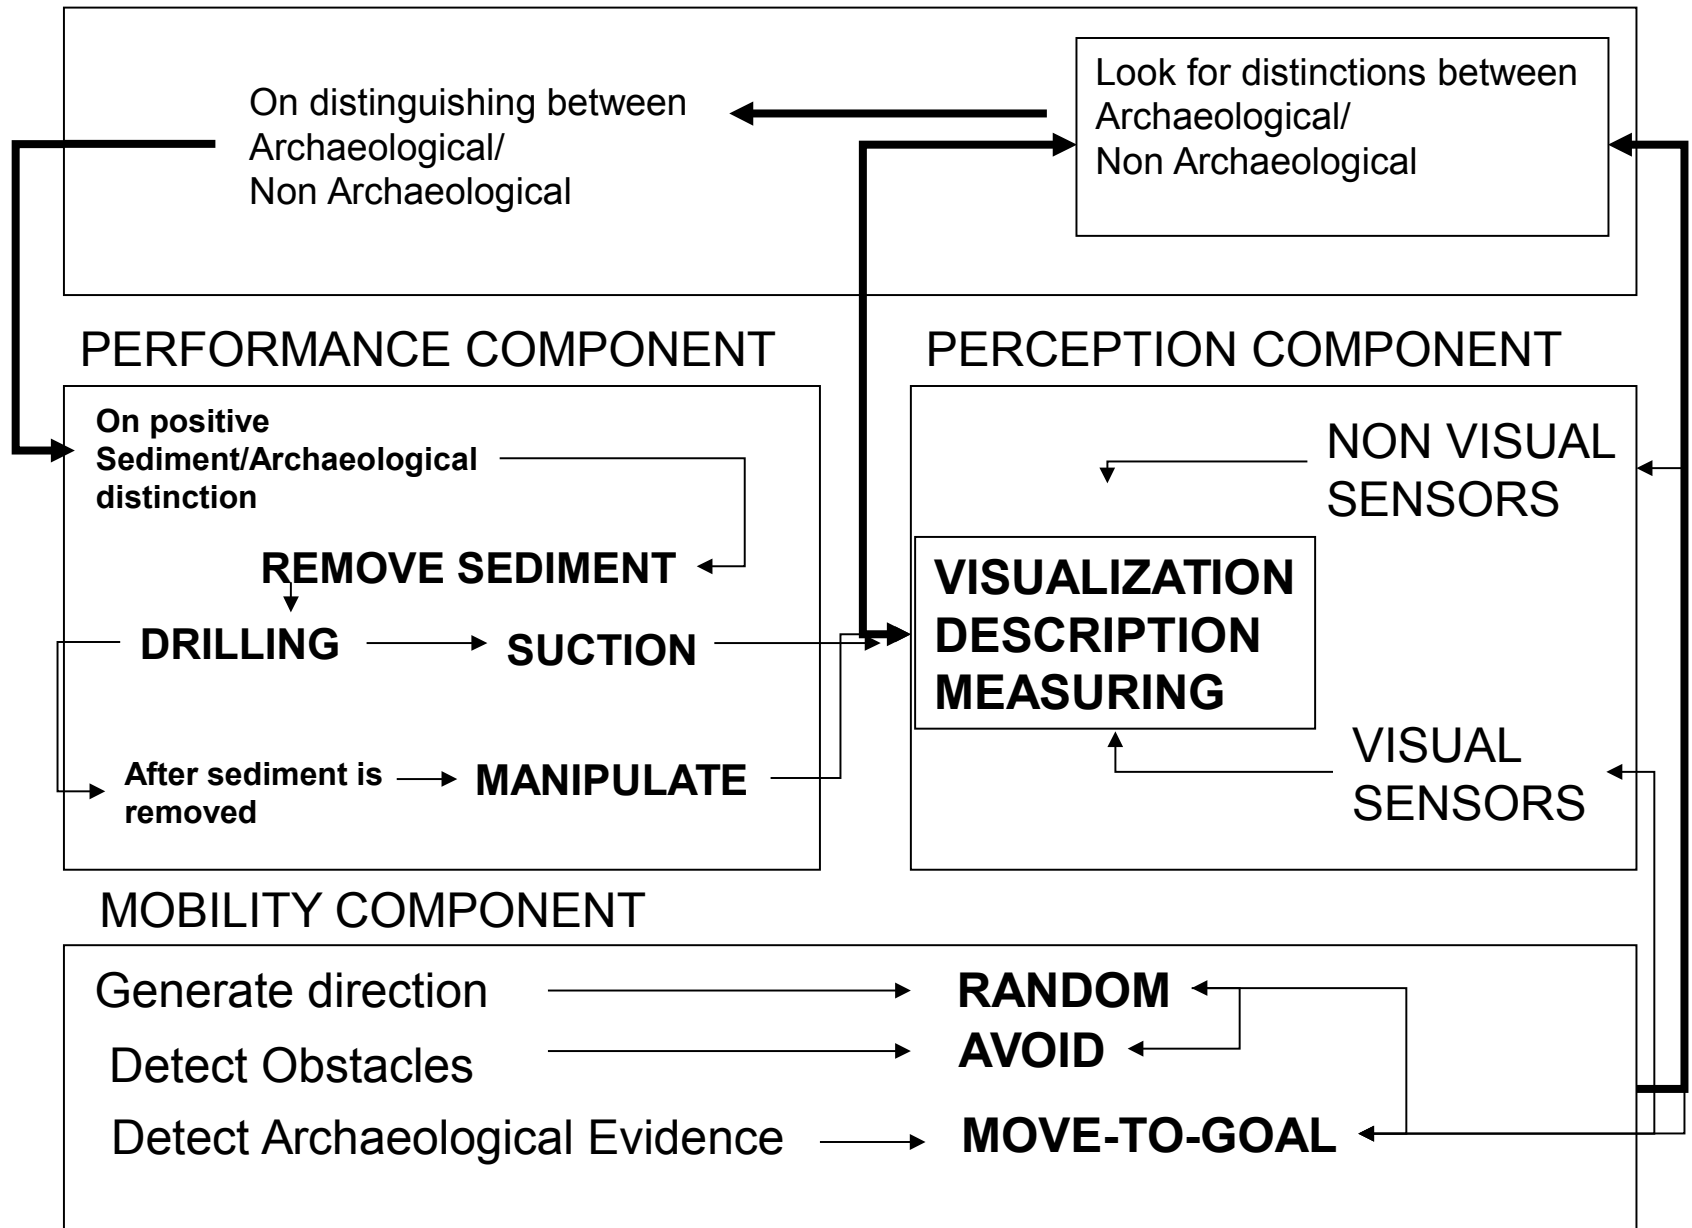 On distinguishing between
Archaeological/
Non Archaeological
Look for distinctions between
Archaeological/
Non Archaeological
PERFORMANCE COMPONENT
On positive
Sediment/Archaeological
distinction
REMOVE SEDIMENT
DRILLING
SUCTION
After sediment is
removed
MANIPULATE
PERCEPTION COMPONENT
NON VISUAL
SENSORS
VISUALIZATION
DESCRIPTION
MEASURING
VISUAL
SENSORS
MOBILITY COMPONENT
Generate direction
RANDOM
Detect Obstacles
AVOID
Detect Archaeological Evidence
MOVE-TO-GOAL